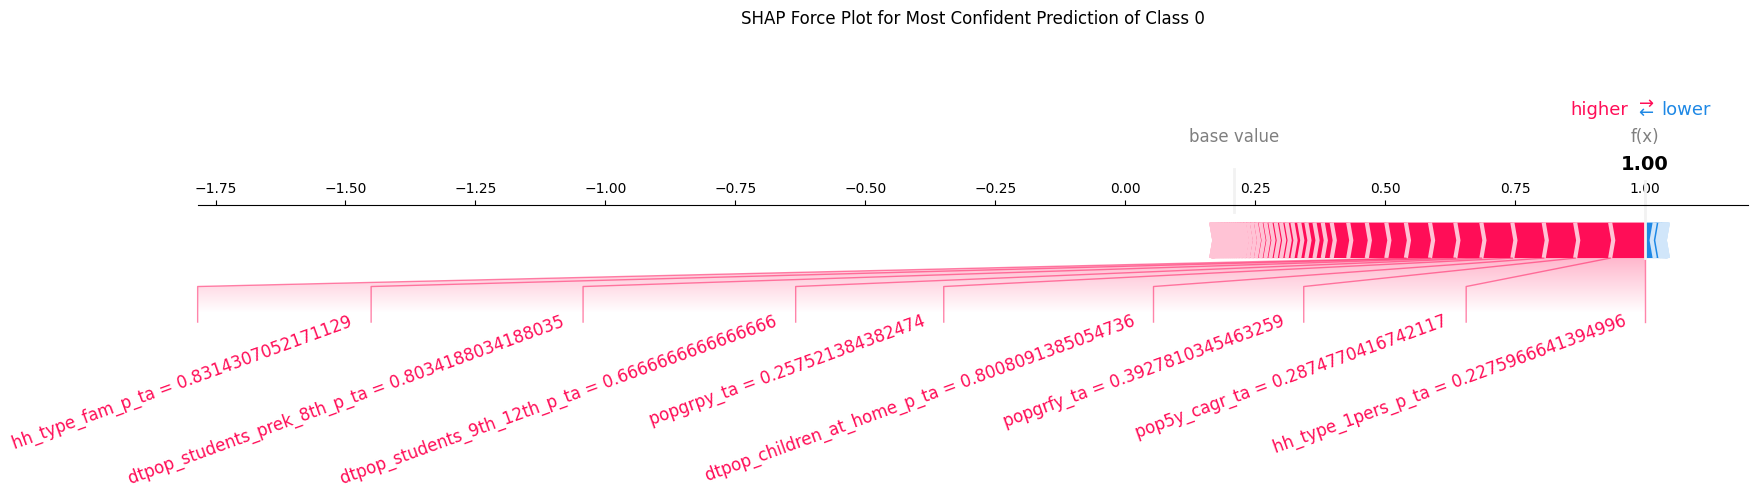 SHAP Force Plot for Most Confident Prediction of Class 0
higher ⇄ lower
base value f(x)
1.00
−1.75 −1.50 −1.25 −1.00 −0.75 −0.50 −0.25 0.00 0.25 0.50 0.75 1.00
hh_type_fam_p_ta = 0.8314307052171129
dtpop_students_prek_8th_p_ta = 0.8034188034188035
dtpop_students_9th_12th_p_ta = 0.6666666666666666
popgrpy_ta = 0.257521384382474
dtpop_children_at_home_p_ta = 0.8008091385054736
popgrfy_ta = 0.3927810345463259
pop5y_cagr_ta = 0.2874770416742117
hh_type_1pers_p_ta = 0.22759666641394996